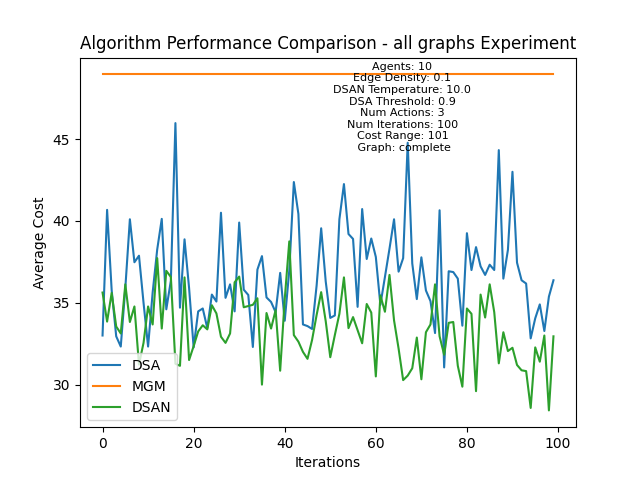 Algorithm Performance Comparison - all graphs Experiment
Agents: 10
Edge Density: 0.1
DSAN Temperature: 10.0
DSA Threshold: 0.9
Num Actions: 3
Num Iterations: 100
Cost Range: 101
Graph: complete
45
40
35
30
Average Cost
DSA
MGM
DSAN
0
20
40
60
80
100
Iterations